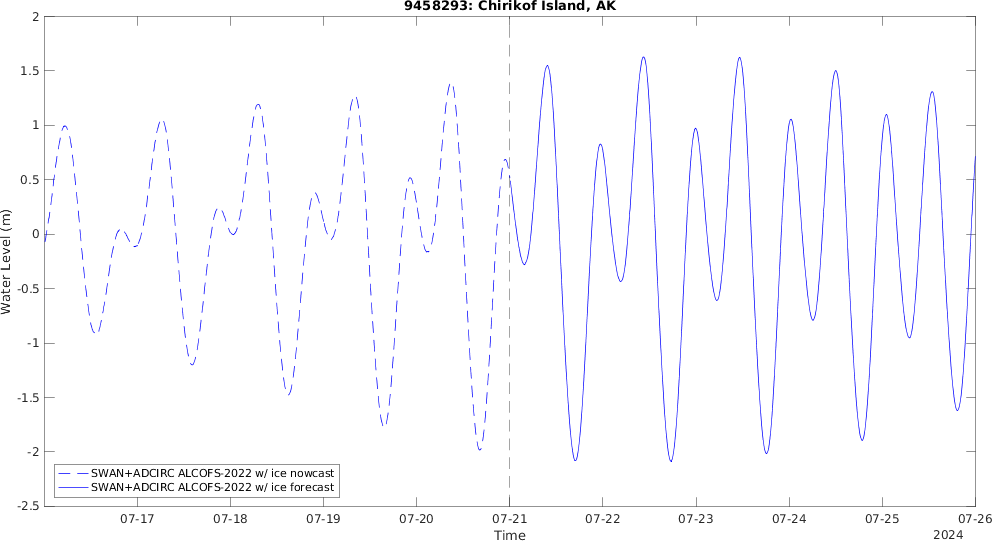 9458293: Chirikof Island, AK
2
1.5
1
0.5
0
-0.5
-1
-1.5
-2
-2.5
Water Level (m)
SWAN+ADCIRC ALCOFS-2022 w/ ice nowcast
SWAN+ADCIRC ALCOFS-2022 w/ ice forecast
07-17 07-18 07-19 07-20 07-21 07-22 07-23 07-24 07-25 07-26
Time
2024